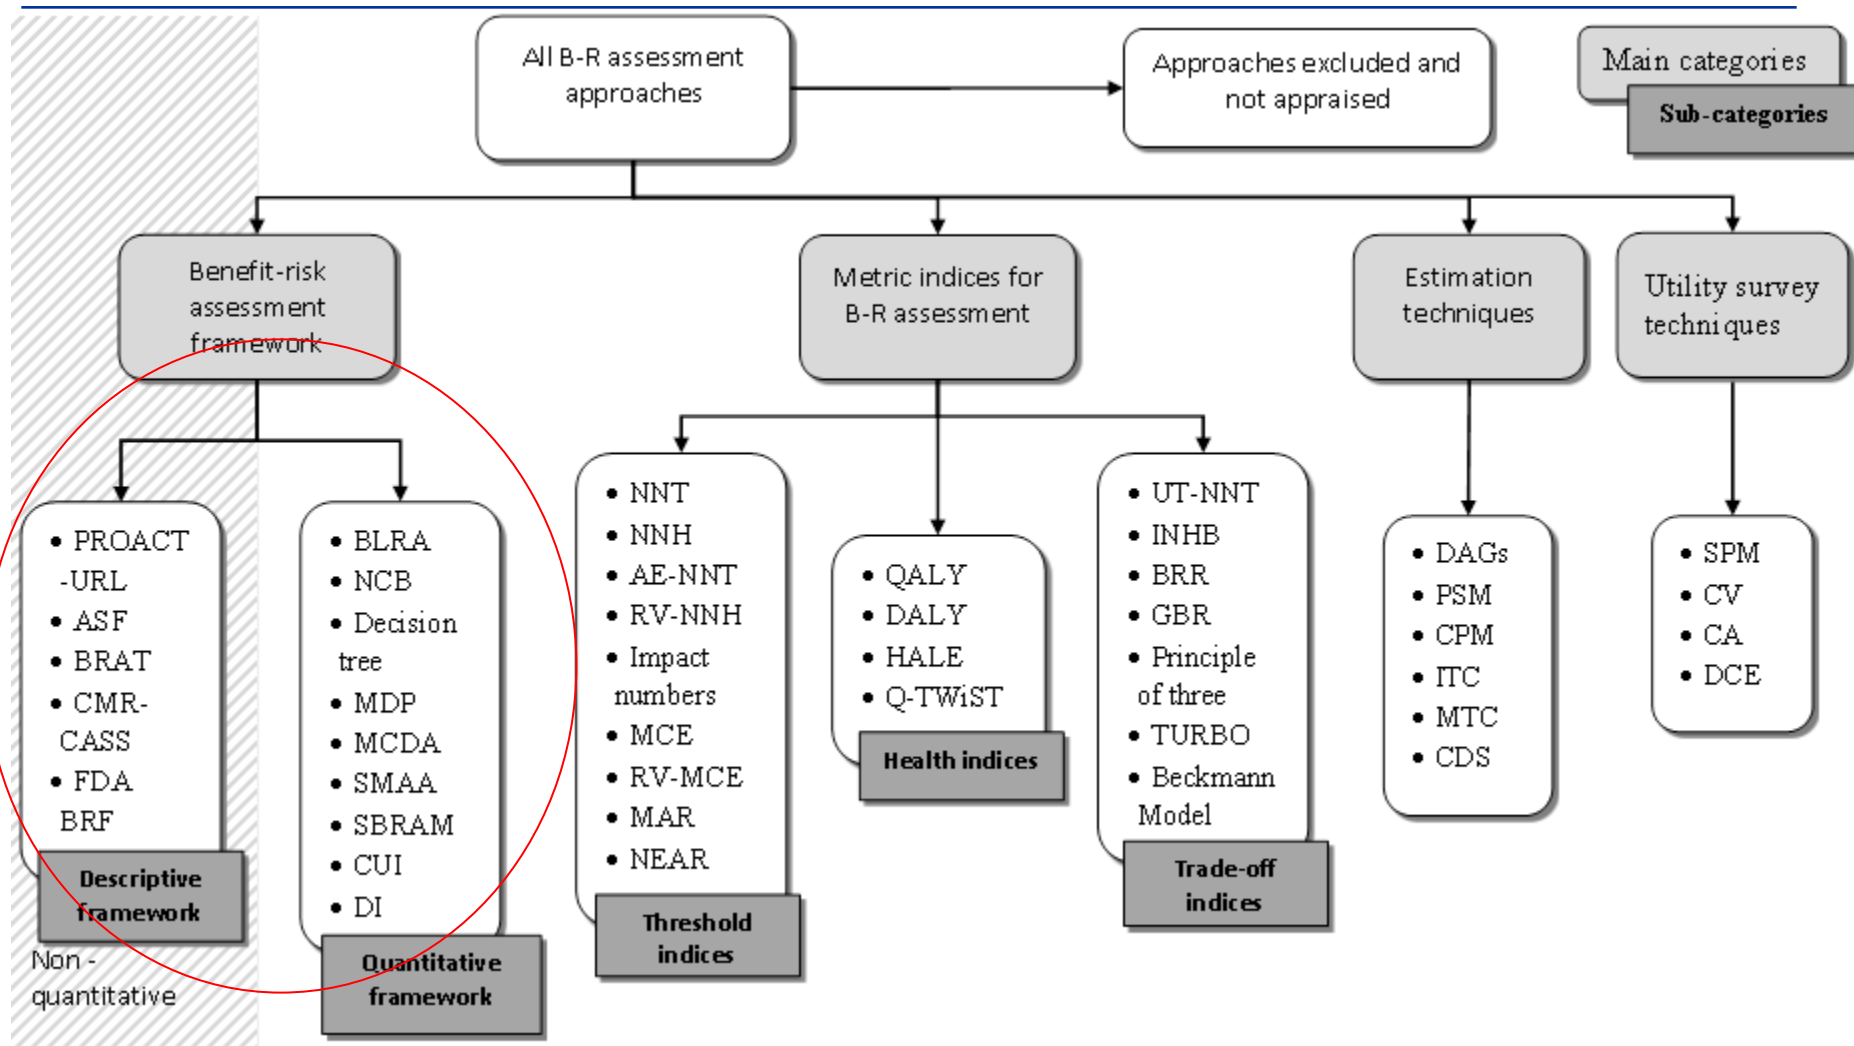 All B-R assessment
approaches
Approaches excluded and
not appraised
Main categories
Sub-categories
Benefit-risk
assessment
framework
Metric indices for
B-R assessment
Estimation
techniques
Utility survey
techniques
• PROACT
-URL
• ASF
• BRAT
• CMR-
CASS
• FDA
BRF
Descriptive
framework
Non -
quantitative
• BLRA
• NCB
• Decision
tree
• MDP
• MCDA
• SMAA
• SBRAM
• CUI
• DI
Quantitative
framework
• NNT
• NNH
• AE-NNT
• RV-NNH
• Impact
numbers
• MCE
• RV-MCE
• MAR
• NEAR
Threshold
indices
• QALY
• DALY
• HALE
• Q-TWiST
Health indices
• UT-NNT
• INHB
• BRR
• GBR
• Principle
of three
• TURBO
• Beckmann
Model
Trade-off
indices
• DAGs
• PSM
• CPM
• ITC
• MTC
• CDS
• SPM
• CV
• CA
• DCE